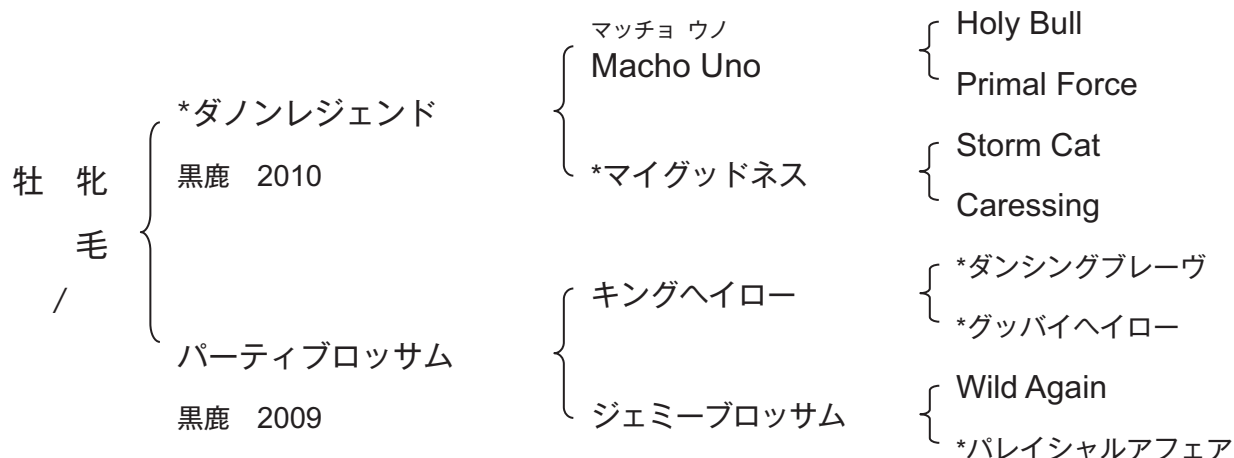 牡 牝
毛
/
*ダノンレジェンド
黒鹿 2010
パーティブロッサム
黒鹿 2009
マッチョ ウノ
Macho Uno
*マイグッドネス
キングヘイロー
ジェミーブロッサム
Holy Bull
Primal Force
Storm Cat
Caressing
*ダンシングブレーヴ
*グッバイヘイロー
Wild Again
*パレイシャルアフェア